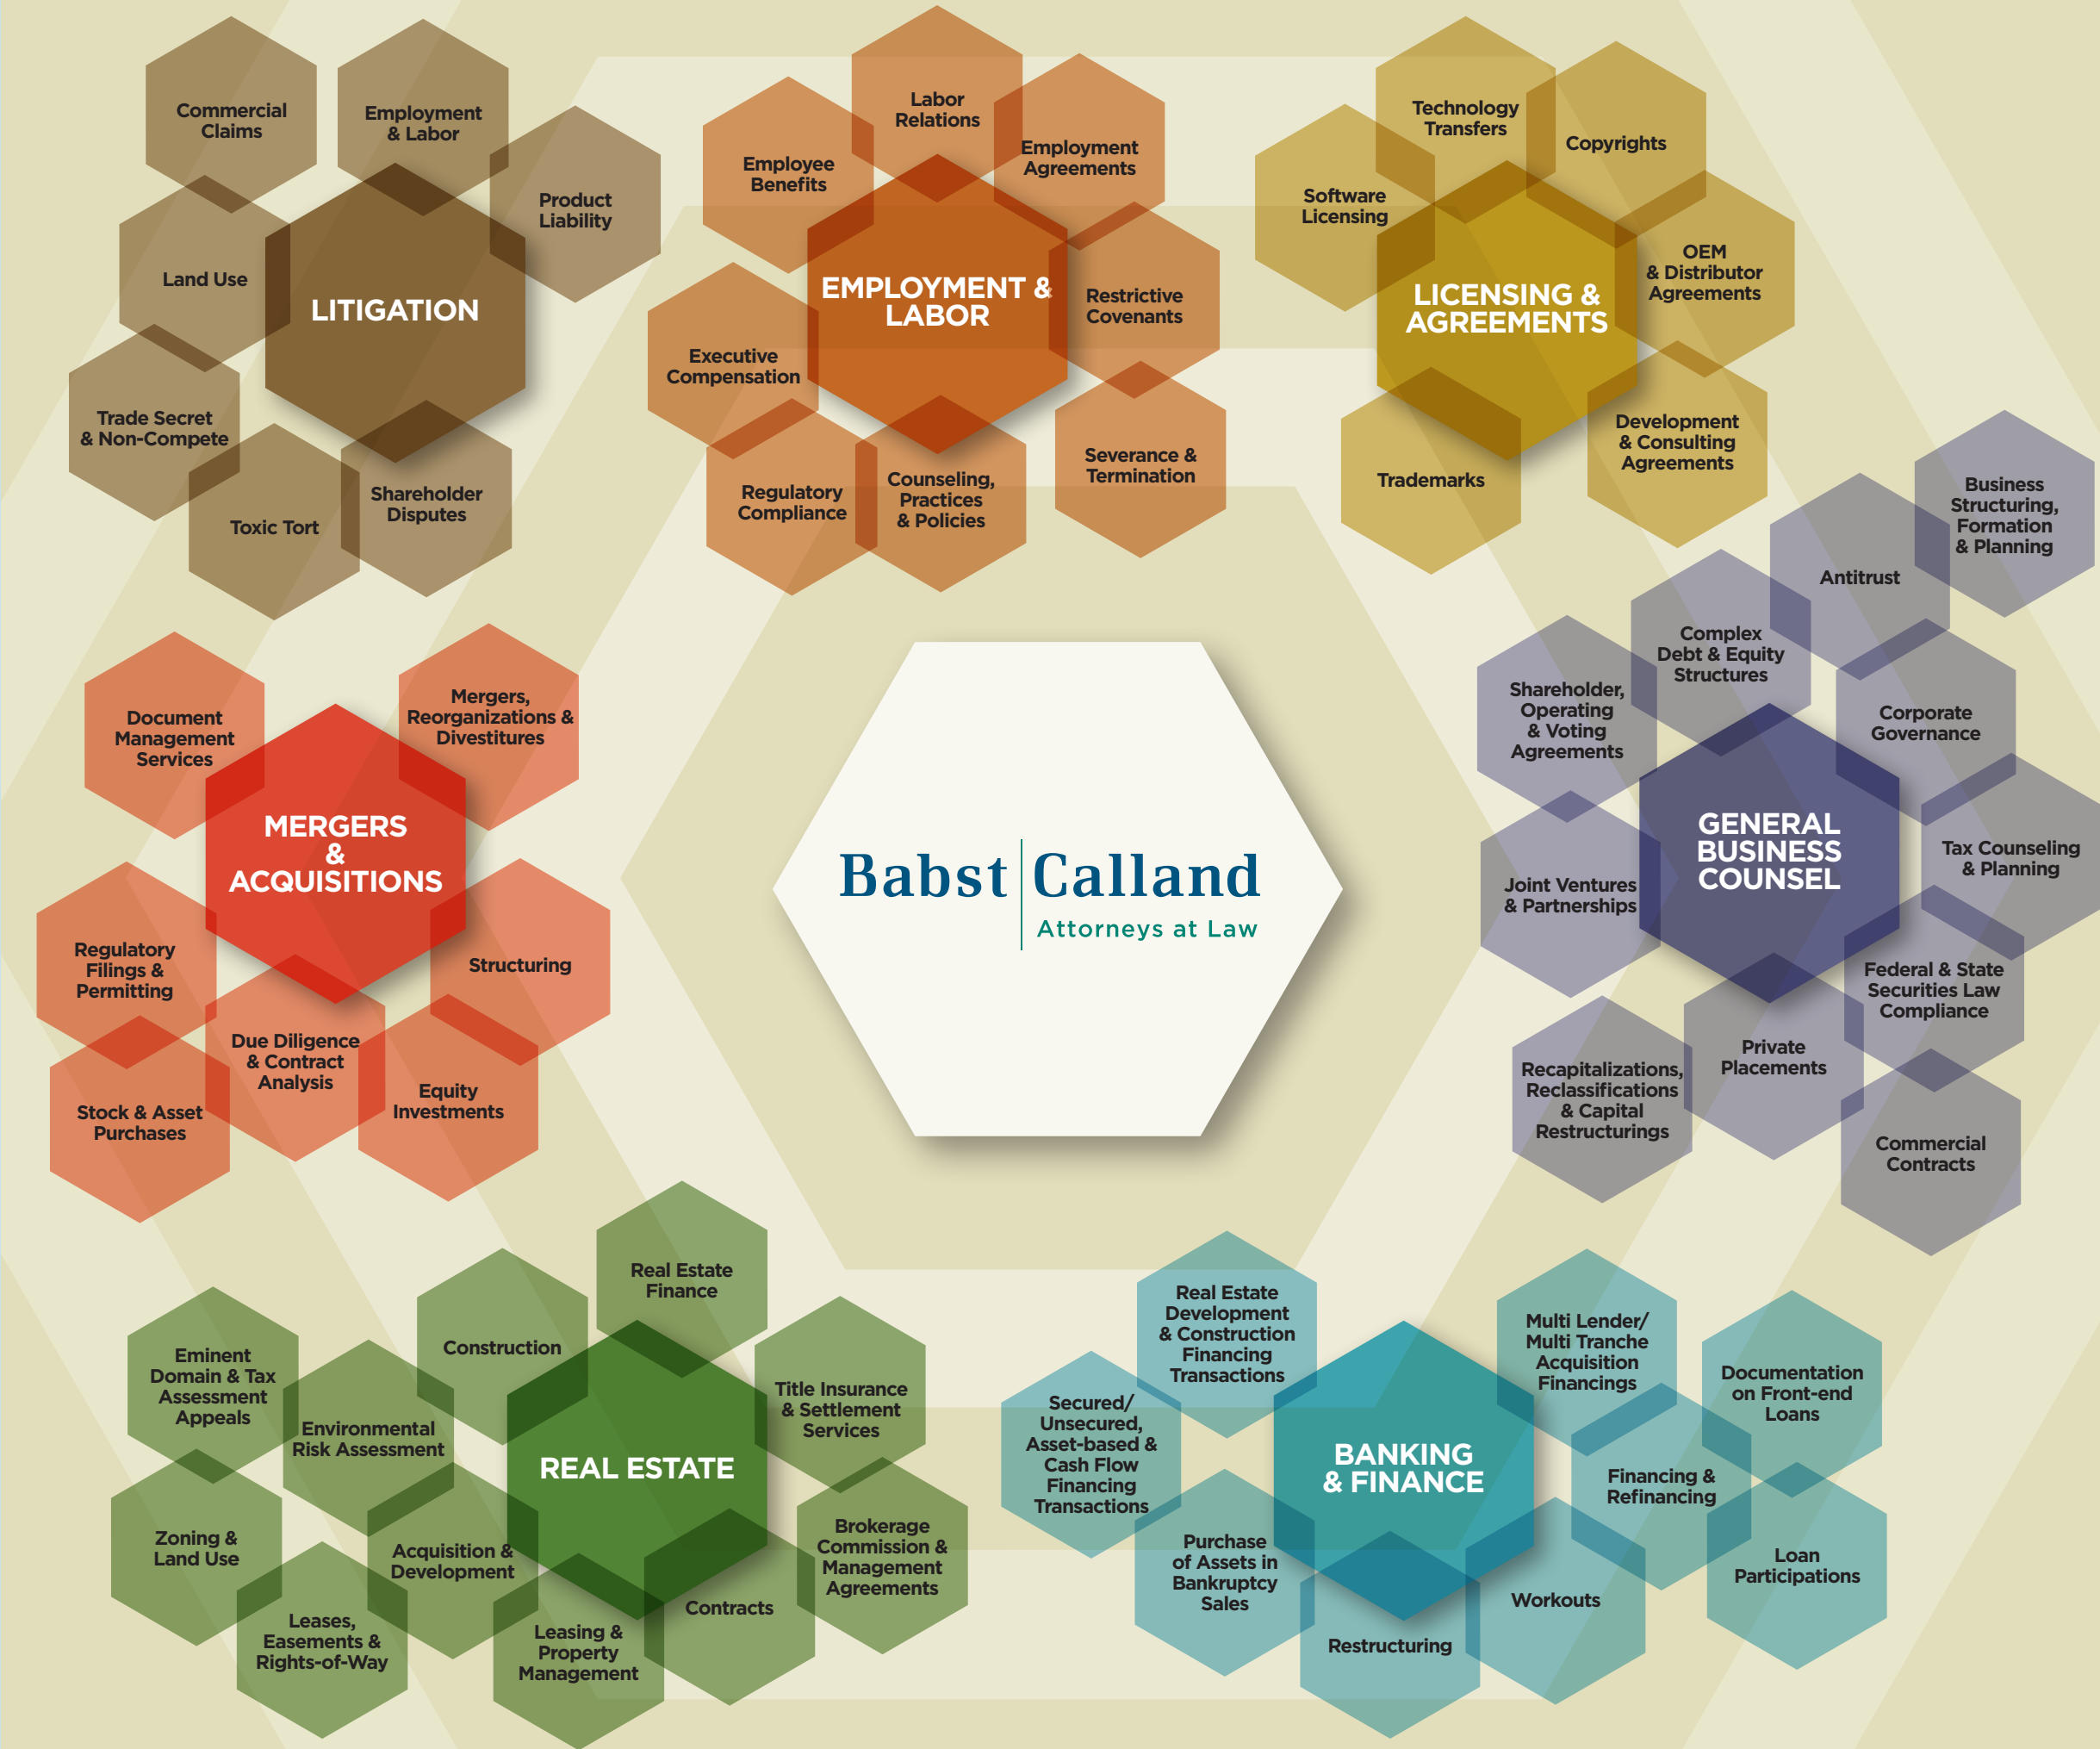 Commercial
Claims
Employment
& Labor
Product
Liability
Land Use
LITIGATION
Trade Secret
& Non-Compete
Toxic Tort
Shareholder
Disputes
Labor
Relations
Employee
Benefits
Employment
Agreements
EMPLOYMENT &
LABOR
Restrictive
Covenants
Executive
Compensation
Severance &
Termination
Regulatory
Compliance
Counseling,
Practices
& Policies
Technology
Transfers
Copyrights
Software
Licensing
OEM
& Distributor
Agreements
LICENSING &
AGREEMENTS
Development
& Consulting
Agreements
Trademarks
Business
Structuring,
Formation
& Planning
Antitrust
Complex
Debt & Equity
Structures
Shareholder,
Operating
& Voting
Agreements
Corporate
Governance
GENERAL
BUSINESS
COUNSEL
Tax Counseling
& Planning
Joint Ventures
& Partnerships
Federal & State
Securities Law
Compliance
Private
Placements
Recapitalizations,
Reclassifications
& Capital
Restructurings
Commercial
Contracts
Document
Management
Services
Mergers,
Reorganizations &
Divestitures
MERGERS
&
ACQUISITIONS
Regulatory
Filings &
Permitting
Structuring
Due Diligence
& Contract
Analysis
Equity
Investments
Stock & Asset
Purchases
Babst Calland
Attorneys at Law
Real Estate
Finance
Construction
Eminent
Domain & Tax
Assessment
Appeals
Environmental
Risk Assessment
Title Insurance
& Settlement
Services
REAL ESTATE
Zoning &
Land Use
Acquisition &
Development
Brokerage
Commission &
Management
Agreements
Contracts
Leases,
Easements &
Rights-of-Way
Leasing &
Property
Management
Real Estate
Development
& Construction
Financing
Transactions
Multi Lender/
Multi Tranche
Acquisition
Financings
Documentation
on Front-end
Loans
Secured/
Unsecured,
Asset-based &
Cash Flow
Financing
Transactions
BANKING
& FINANCE
Financing &
Refinancing
Purchase
of Assets in
Bankruptcy
Sales
Loan
Participations
Workouts
Restructuring